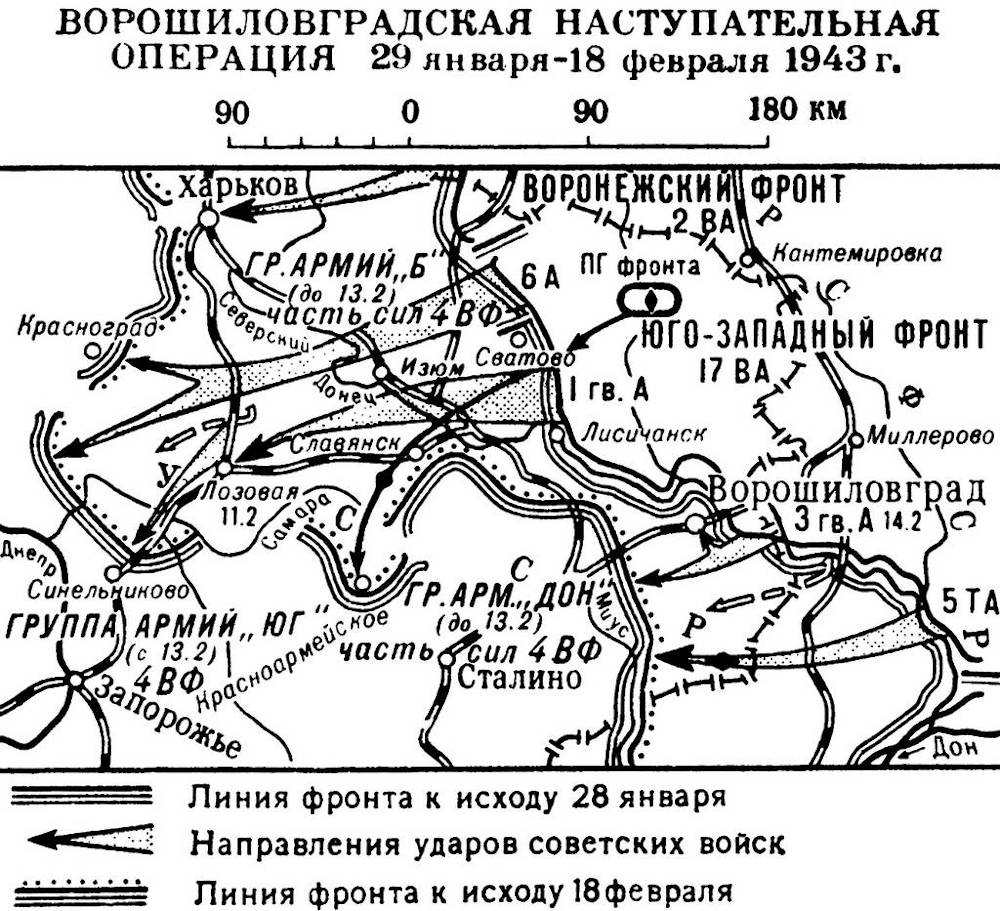 ВОРОШИЛОВГРАДСКАЯ НАСТУПАТЕЛЬНАЯ
ОПЕРАЦИЯ 29 января-18 февраля 1943 г.
90 0 90 180 км
Харьков
ВОРОНЕЖСКИЙ ФРОНТ
2 ВА
Кантемировка
ГР. АРМИЙ „Б"
(до 13.2)
часть сил 4 ВФ
6 А
ПГ фронта
Северский
Донец
Красноград
Изюм
Сватово
ЮГО-ЗАПАДНЫЙ ФРОНТ
17 ВА
1 гв. А
Славянск
Лисичанск
Миллерово
Лозовая
11.2
Самара
Ворошиловград
3 гв. А 14.2
Днепр
Синельниково
ГР. АРМ. „ДОН"
(до 13.2)
часть сил 4 ВФ
Миус
5 ТА
ГРУППА АРМИЙ „ЮГ"
(с 13.2)
4 ВФ
Красноармейское
Сталино
Запорожье
Дон
Р С Ф С Р
У С С Р
Линия фронта к исходу 28 января
Направления ударов советских войск
Линия фронта к исходу 18 февраля